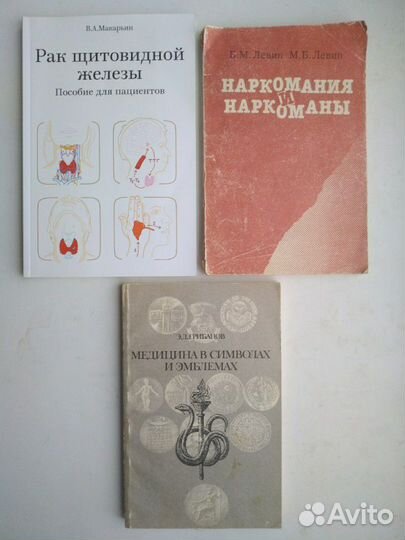 В.А.Макарьин
Рак щитовидной
железы
Пособие для пациентов
Б.М.Левин М.Б.Левин
НАРКОМАНИЯ
И
НАРКОМАНЫ
Э.Д.ГРИБАНОВ
МЕДИЦИНА В СИМВОЛАХ
И ЭМБЛЕМАХ
Avito